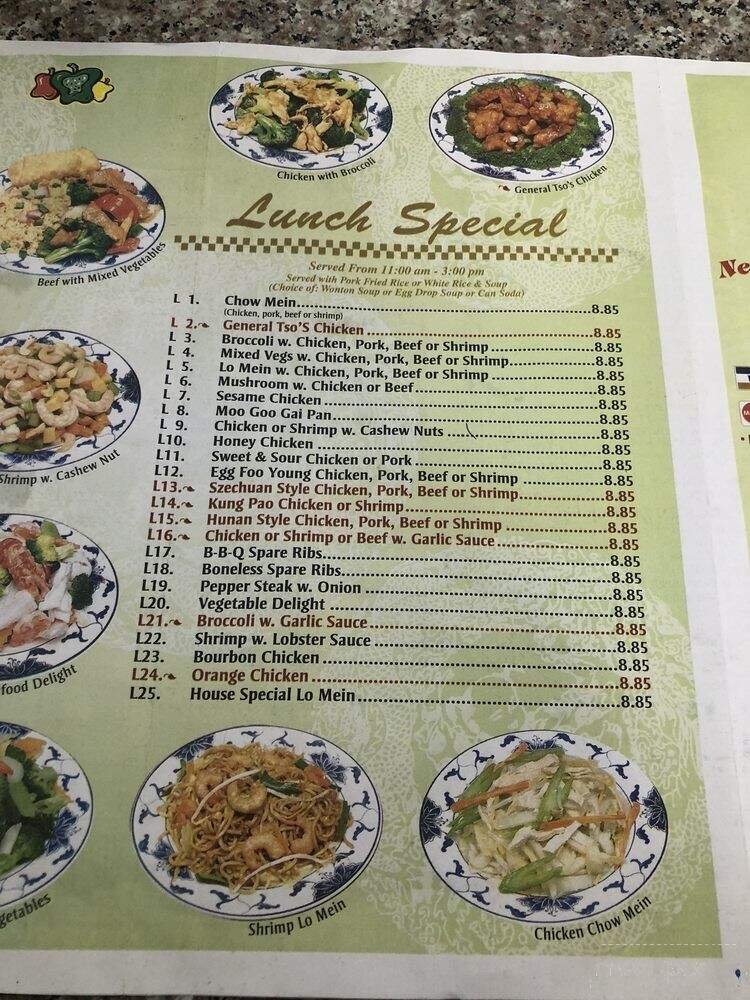 Chicken with Broccoli
General Tso's Chicken
Beef with Mixed Vegetables
Lunch Special
Served From 11:00 am - 3:00 pm
Served with Pork Fried Rice or White Rice & Soup
(Choice of: Wonton Soup or Egg Drop Soup or Can Soda)
L 1. Chow Mein 8.85
(Chicken, pork, beef or shrimp)
L 2. General Tso'S Chicken 8.85
L 3. Broccoli w. Chicken, Pork, Beef or Shrimp 8.85
L 4. Mixed Vegs w. Chicken, Pork, Beef or Shrimp 8.85
L 5. Lo Mein w. Chicken, Pork, Beef or Shrimp 8.85
L 6. Mushroom w. Chicken or Beef 8.85
L 7. Sesame Chicken 8.85
L 8. Moo Goo Gai Pan 8.85
L 9. Chicken or Shrimp w. Cashew Nuts 8.85
L10. Honey Chicken 8.85
L11. Sweet & Sour Chicken or Pork 8.85
L12. Egg Foo Young Chicken, Pork, Beef or Shrimp 8.85
L13. Szechuan Style Chicken, Pork, Beef or Shrimp 8.85
L14. Kung Pao Chicken or Shrimp 8.85
L15. Hunan Style Chicken, Pork, Beef or Shrimp 8.85
L16. Chicken or Shrimp or Beef w. Garlic Sauce 8.85
L17. B-B-Q Spare Ribs 8.85
L18. Boneless Spare Ribs 8.85
L19. Pepper Steak w. Onion 8.85
L20. Vegetable Delight 8.85
L21. Broccoli w. Garlic Sauce 8.85
L22. Shrimp w. Lobster Sauce 8.85
L23. Bourbon Chicken 8.85
L24. Orange Chicken 8.85
L25. House Special Lo Mein 8.85
Shrimp w. Cashew Nut
food Delight
getables
Shrimp Lo Mein
Chicken Chow Mein
Ne